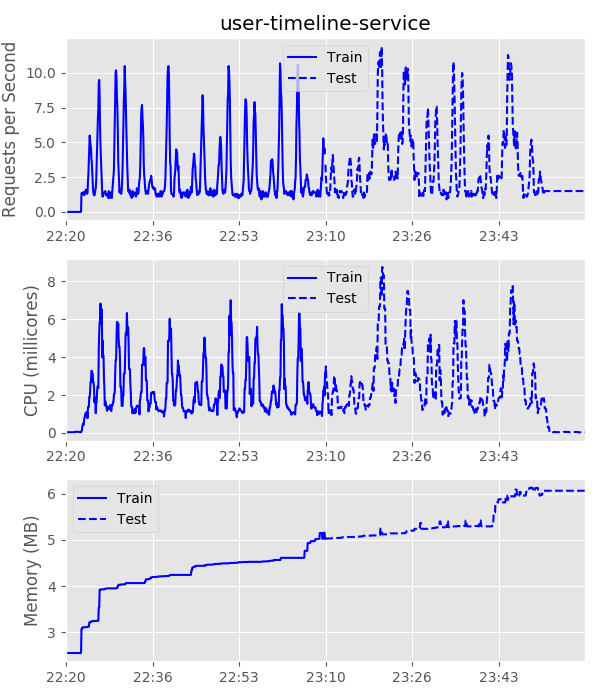 user-timeline-service
Requests per Second
10.0
7.5
5.0
2.5
0.0
Train
Test
22:20 22:36 22:53 23:10 23:26 23:43
CPU (millicores)
8
6
4
2
0
Train
Test
22:20 22:36 22:53 23:10 23:26 23:43
Memory (MB)
6
5
4
3
Train
Test
22:20 22:36 22:53 23:10 23:26 23:43